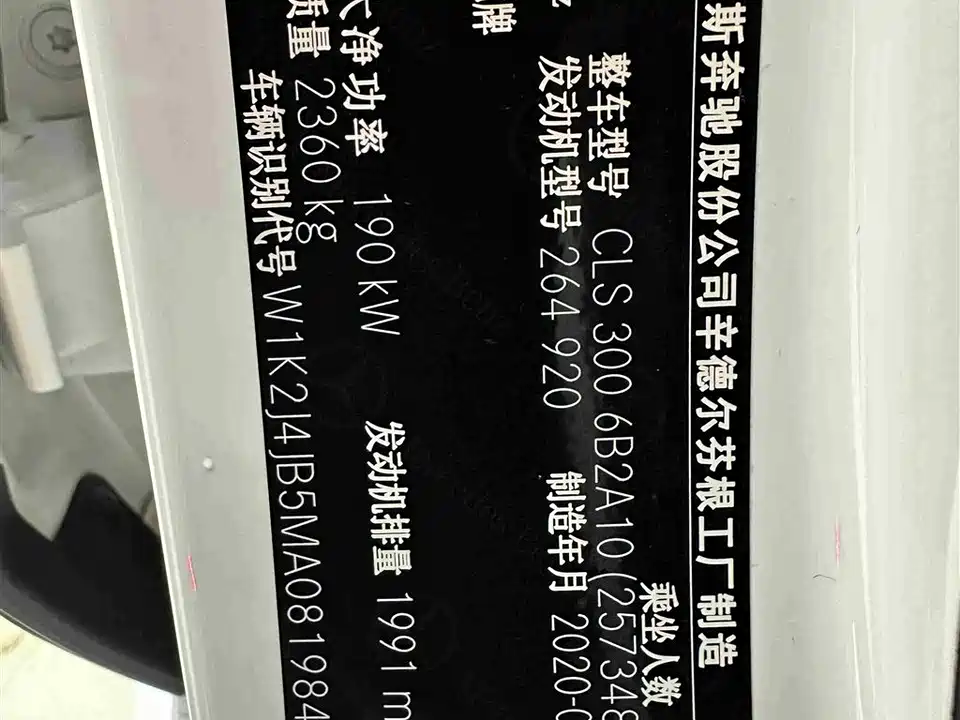 斯奔驰股份公司辛德尔芬根工厂制造
乘坐人数
整车型号 CLS 300 6B2A10 (257348
发动机型号 264 920 制造年月 2020-0
牌
净功率 190 kW 发动机排量 1991 m
质量 2360 kg
车辆识别代号 W1K2J4JB5MA081984